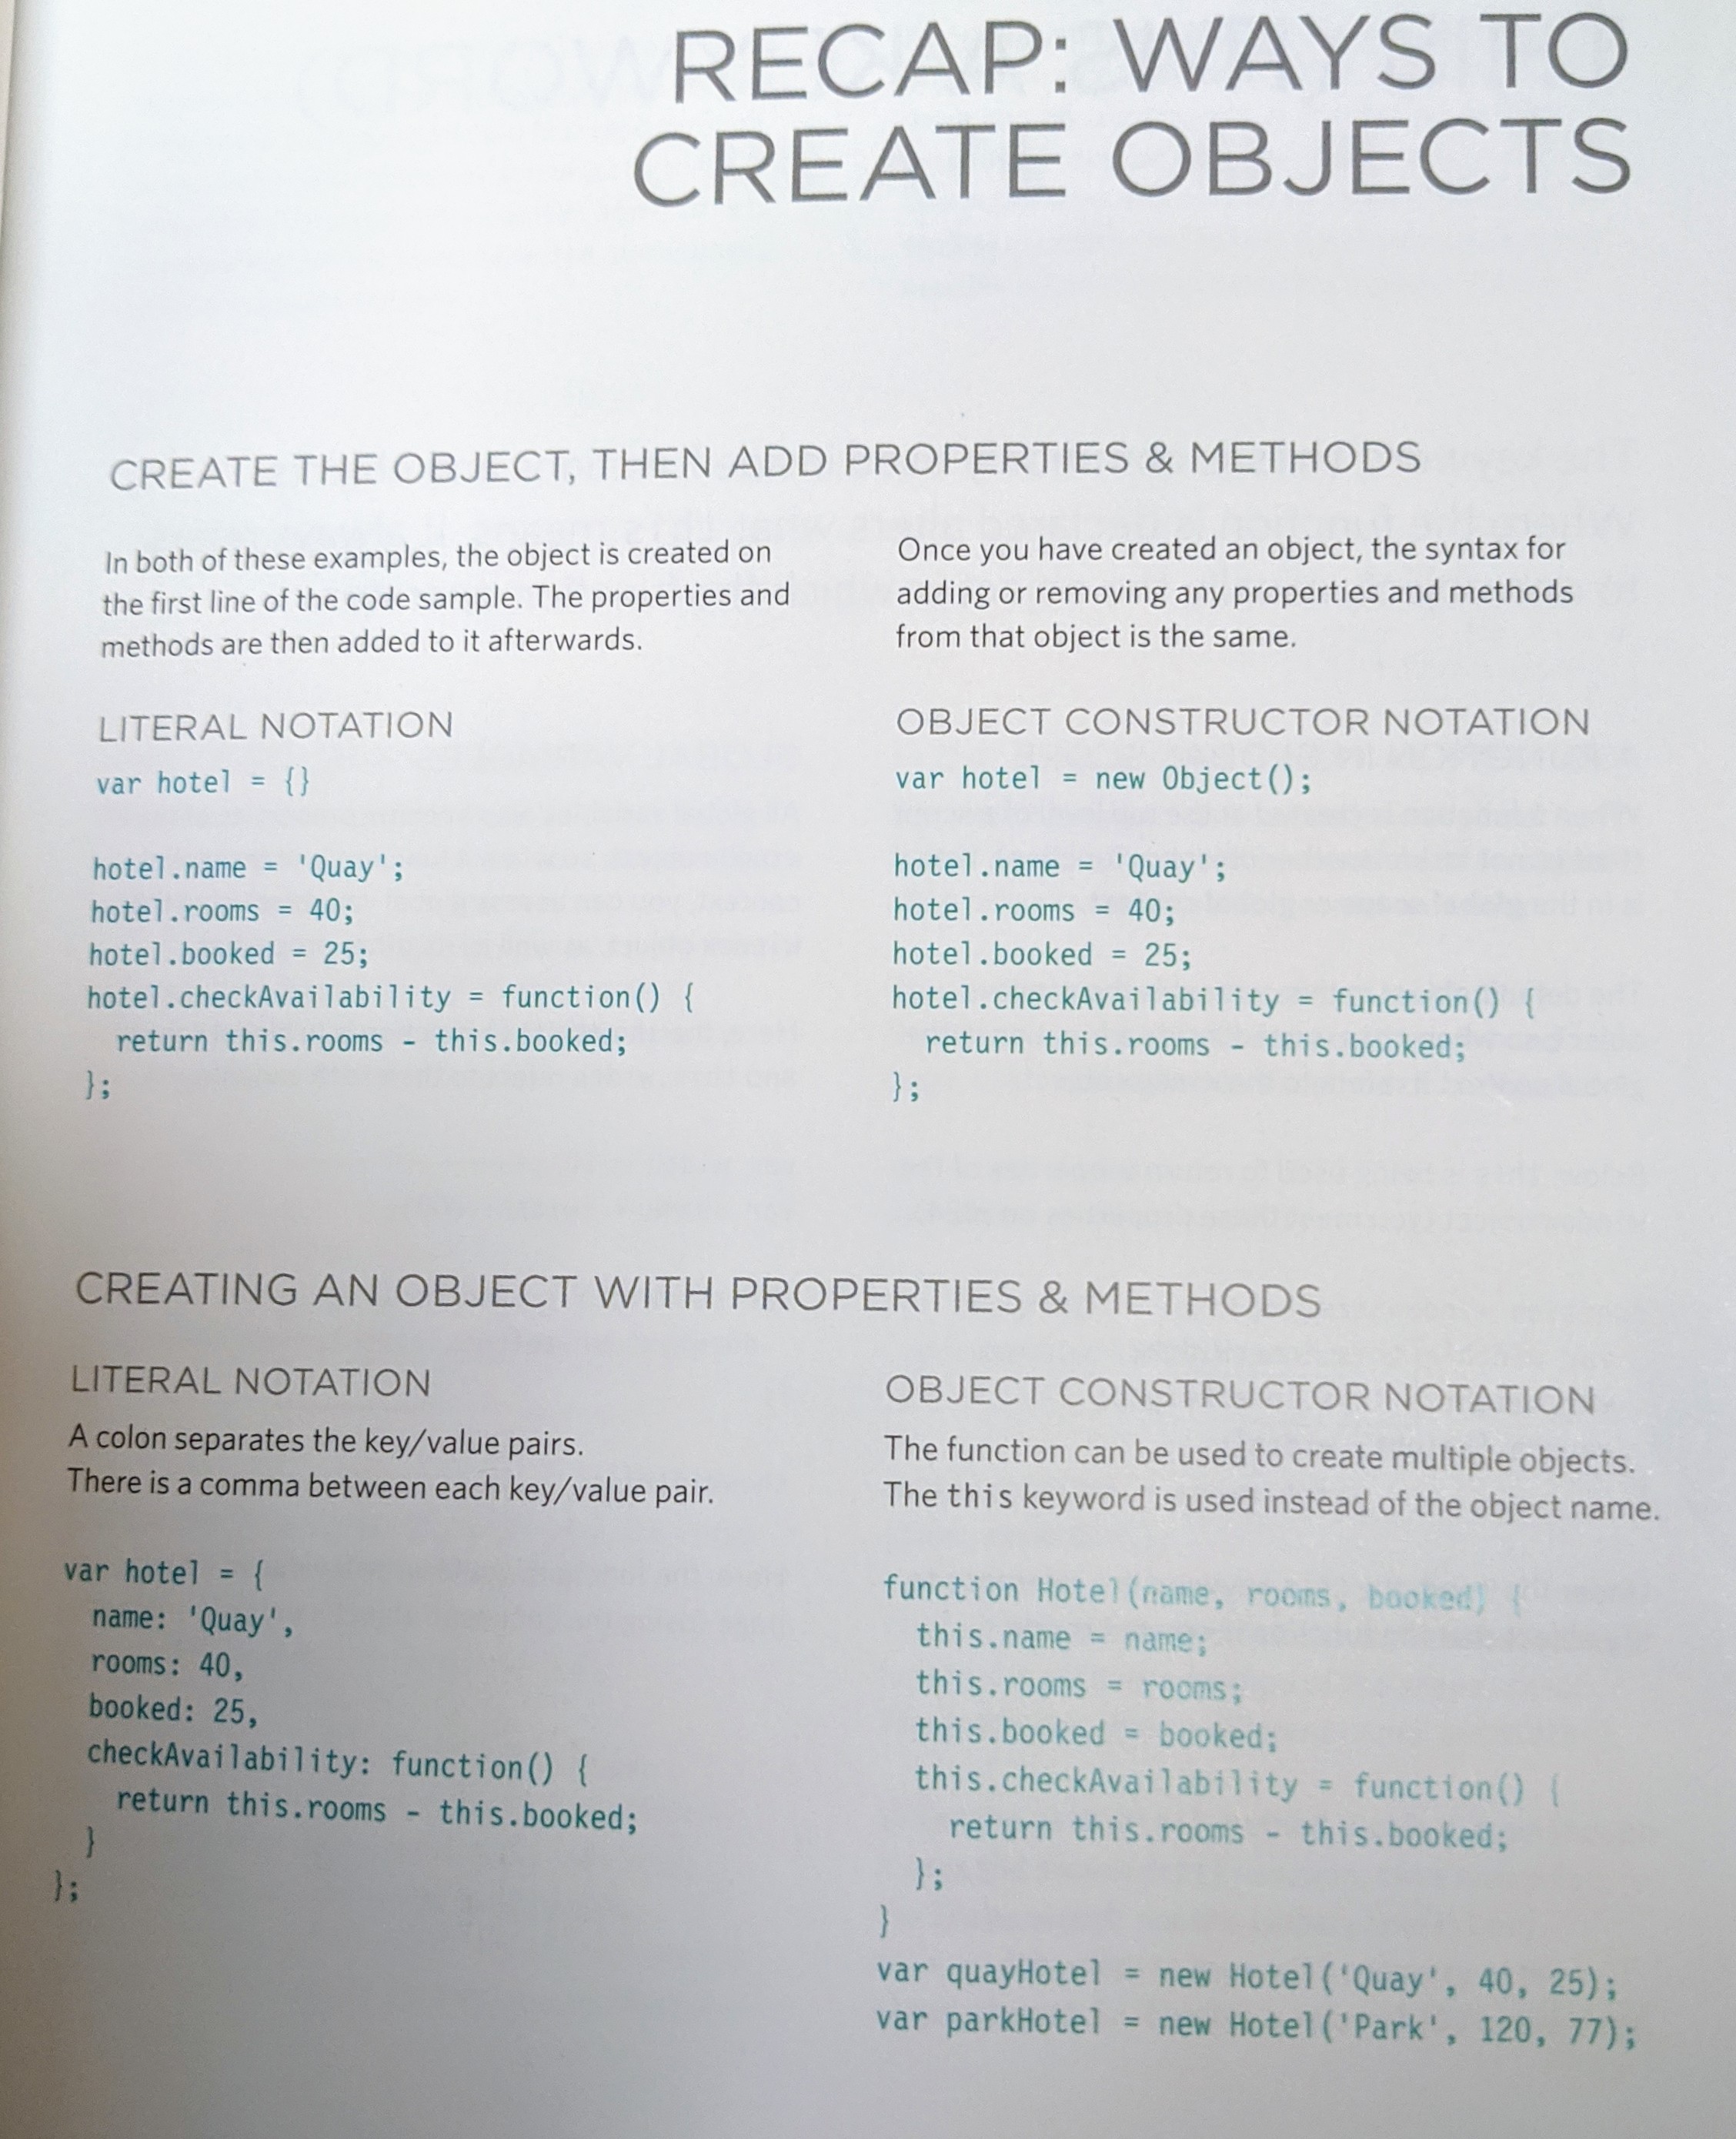 RECAP: WAYS TO
CREATE OBJECTS
CREATE THE OBJECT, THEN ADD PROPERTIES & METHODS
In both of these examples, the object is created on
the first line of the code sample. The properties and
methods are then added to it afterwards.
Once you have created an object, the syntax for
adding or removing any properties and methods
from that object is the same.
LITERAL NOTATION
var hotel = {}
hotel.name = 'Quay';
hotel.rooms = 40;
hotel.booked = 25;
hotel.checkAvailability = function() {
  return this.rooms - this.booked;
};
OBJECT CONSTRUCTOR NOTATION
var hotel = new Object();
hotel.name = 'Quay';
hotel.rooms = 40;
hotel.booked = 25;
hotel.checkAvailability = function() {
  return this.rooms - this.booked;
};
CREATING AN OBJECT WITH PROPERTIES & METHODS
LITERAL NOTATION
A colon separates the key/value pairs.
There is a comma between each key/value pair.
var hotel = {
  name: 'Quay',
  rooms: 40,
  booked: 25,
  checkAvailability: function() {
    return this.rooms - this.booked;
  }
};
OBJECT CONSTRUCTOR NOTATION
The function can be used to create multiple objects.
The this keyword is used instead of the object name.
function Hotel(name, rooms, booked) {
  this.name = name;
  this.rooms = rooms;
  this.booked = booked;
  this.checkAvailability = function() {
    return this.rooms - this.booked;
  };
}
var quayHotel = new Hotel('Quay', 40, 25);
var parkHotel = new Hotel('Park', 120, 77);